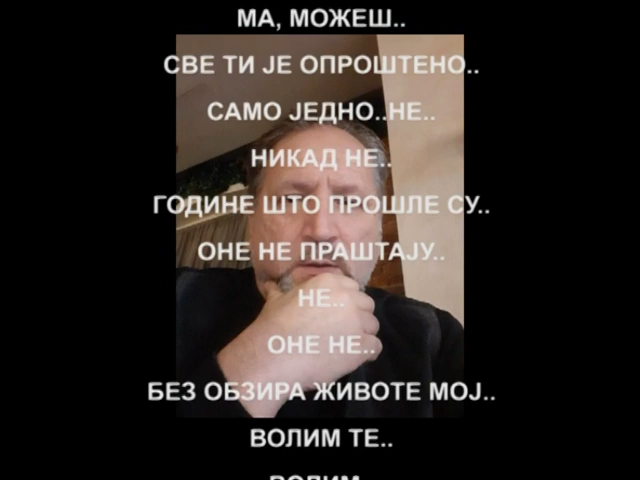 МА, МОЖЕШ..
СВЕ ТИ ЈЕ ОПРОШТЕНО..
САМО ЈЕДНО..НЕ..
НИКАД НЕ..
ГОДИНЕ ШТО ПРОШЛЕ СУ..
ОНЕ НЕ ПРАШТАЈУ..
НЕ..
ОНЕ НЕ..
БЕЗ ОБЗИРА ЖИВОТЕ МОЈ..
ВОЛИМ ТЕ..
ВОЛИМ